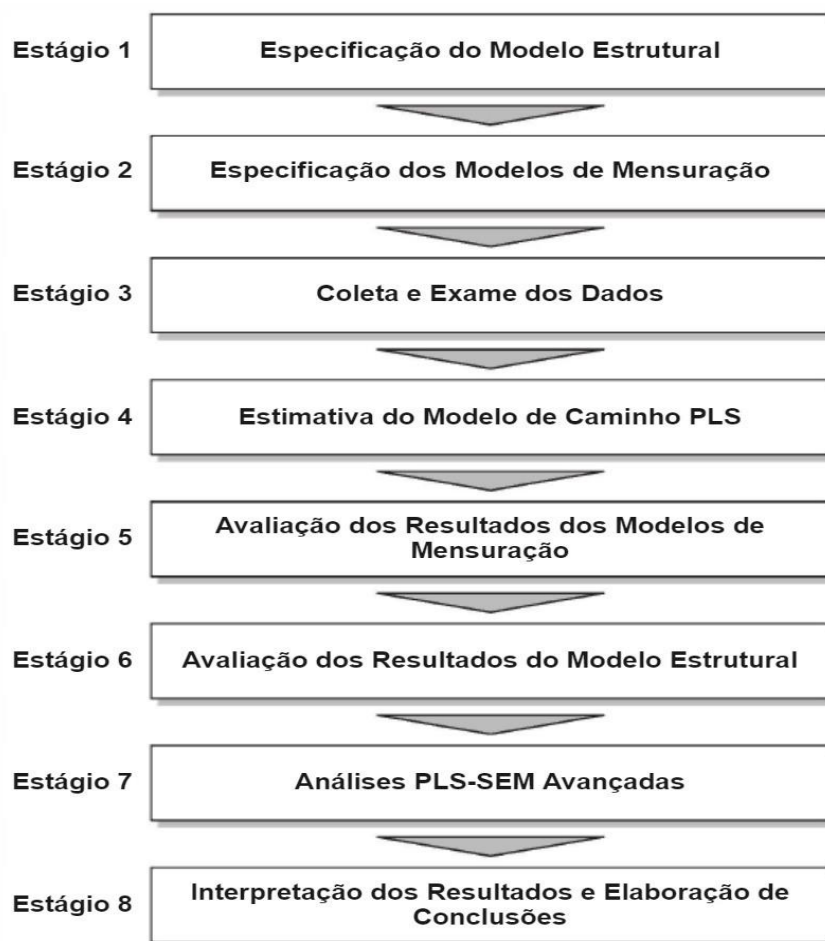 Estágio 1 Especificação do Modelo Estrutural
Estágio 2 Especificação dos Modelos de Mensuração
Estágio 3 Coleta e Exame dos Dados
Estágio 4 Estimativa do Modelo de Caminho PLS
Estágio 5 Avaliação dos Resultados dos Modelos de
Mensuração
Estágio 6 Avaliação dos Resultados do Modelo Estrutural
Estágio 7 Análises PLS-SEM Avançadas
Estágio 8 Interpretação dos Resultados e Elaboração de
Conclusões